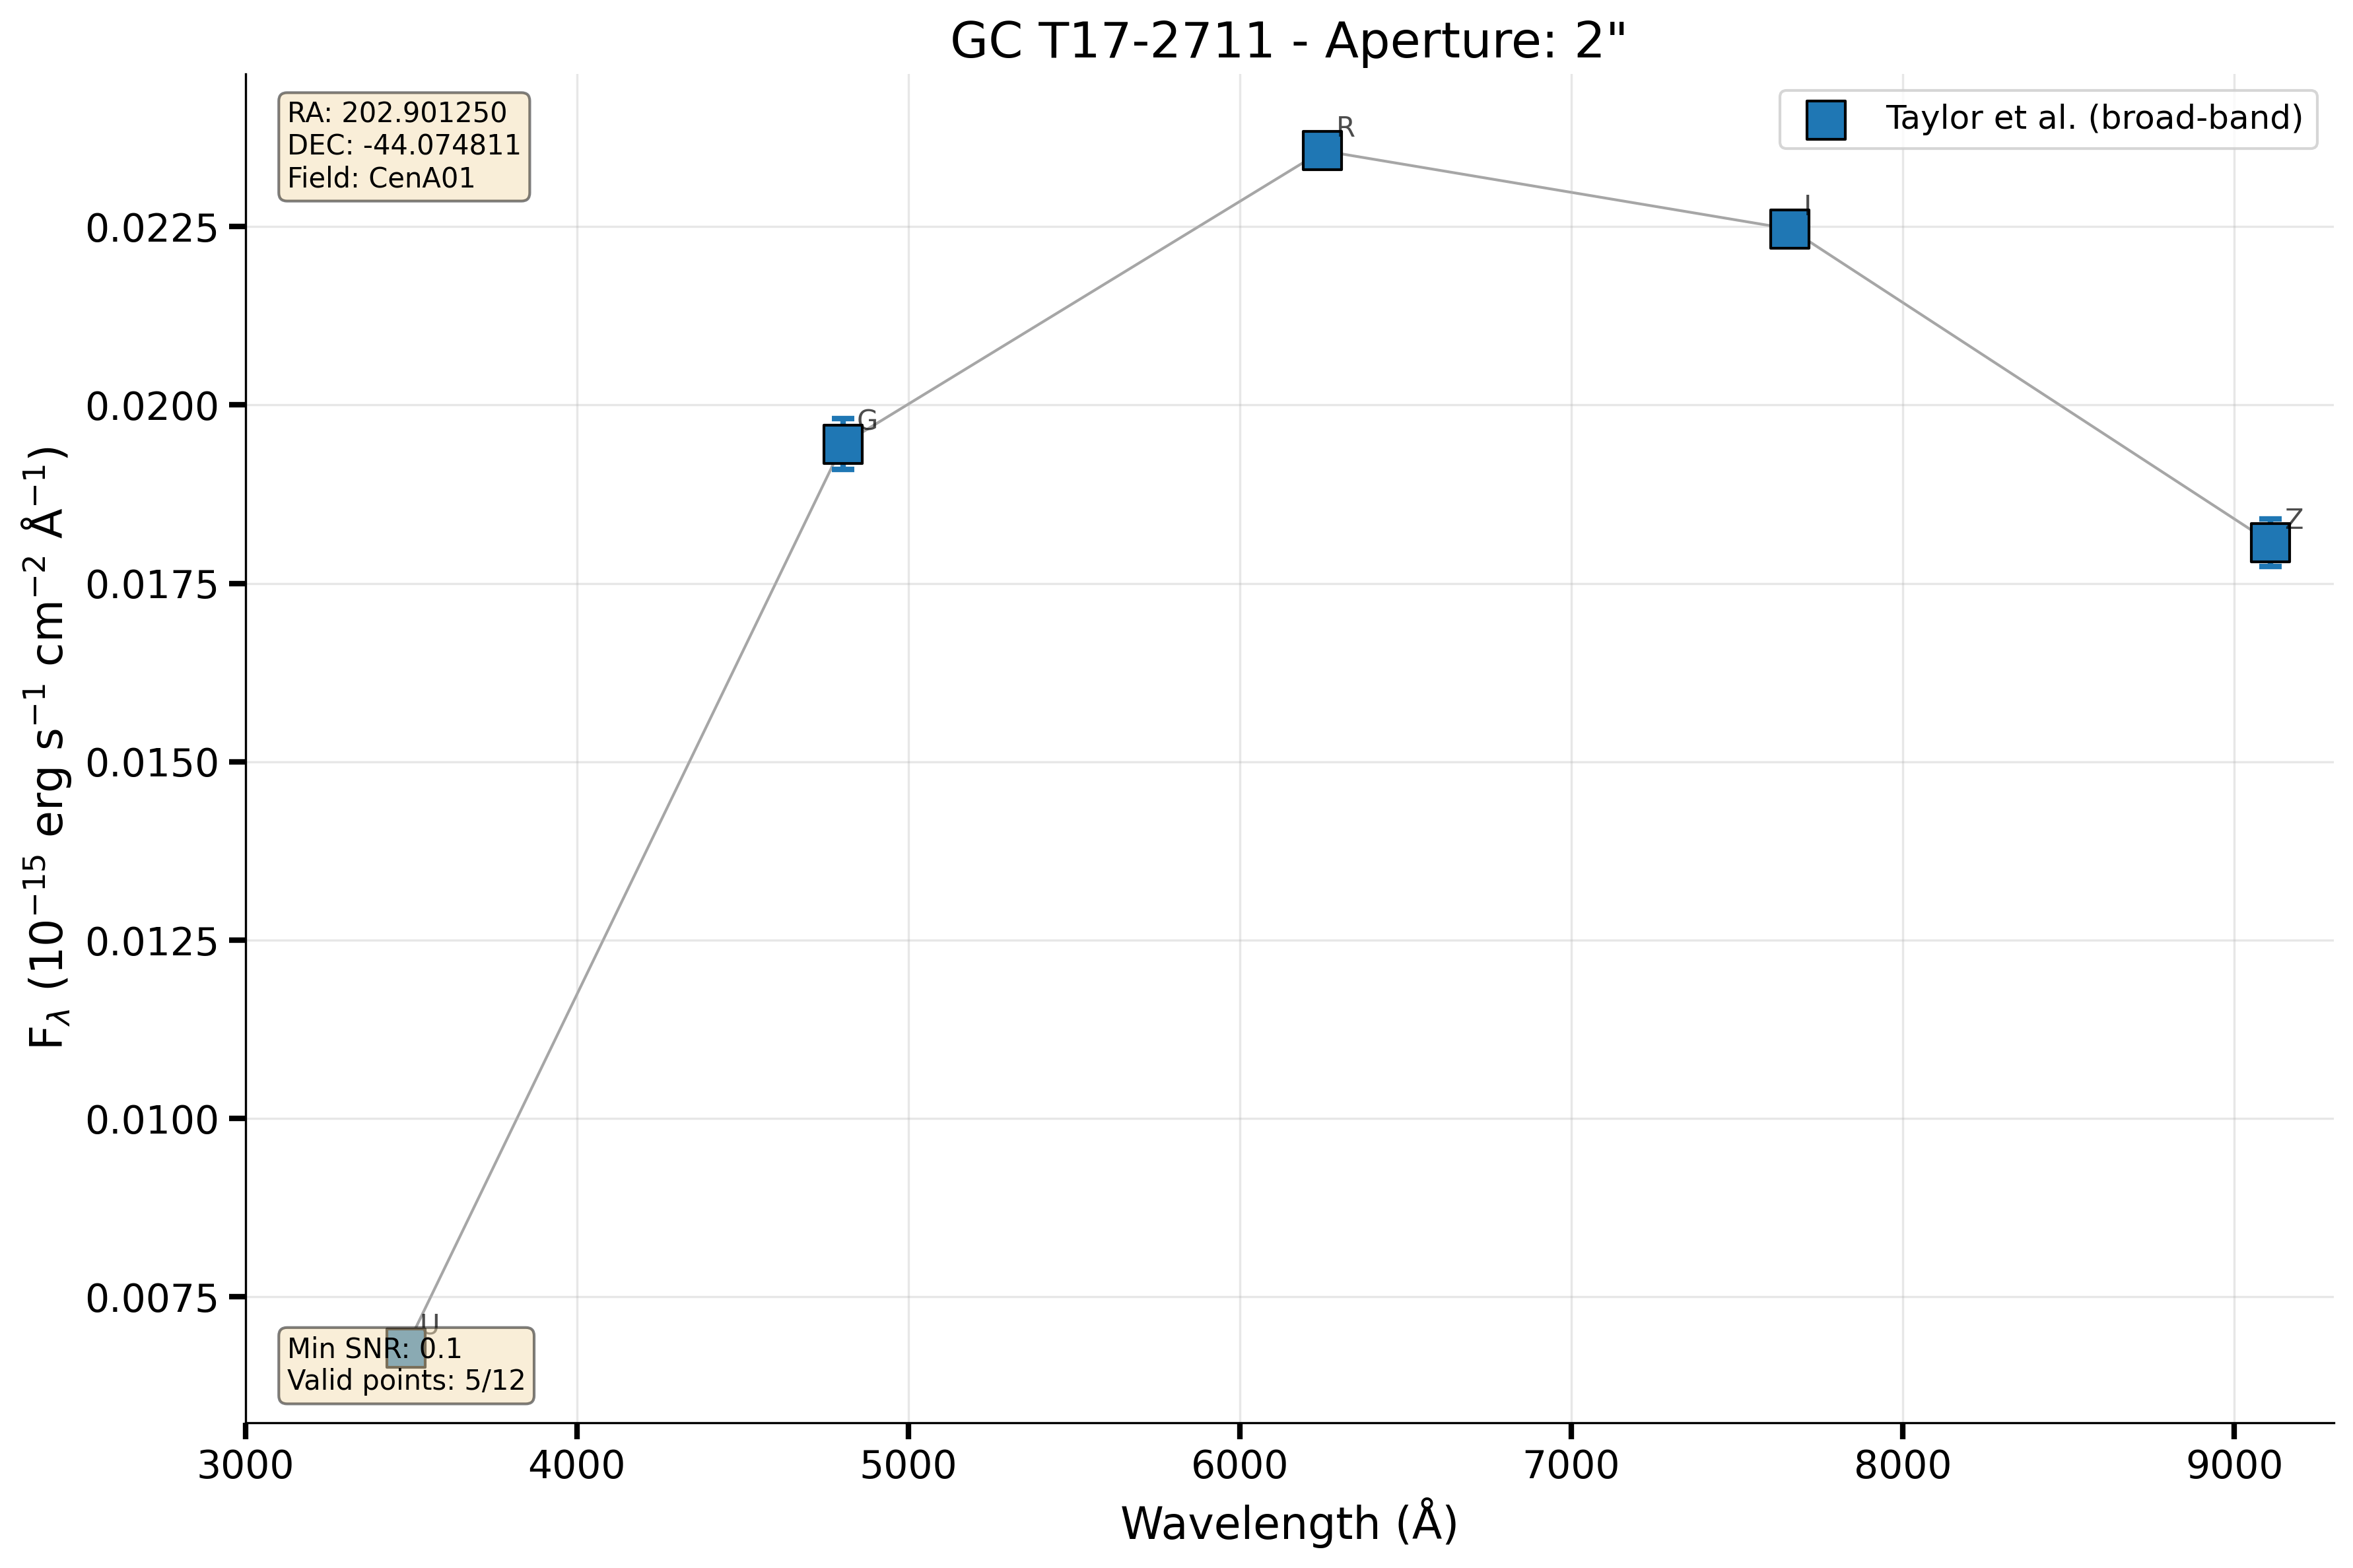 GC T17-2711 - Aperture: 2"
RA: 202.901250
DEC: -44.074811
Field: CenA01
Taylor et al. (broad-band)
R
I
G
Z
U
Min SNR: 0.1
Valid points: 5/12
0.0225
0.0200
0.0175
0.0150
0.0125
0.0100
0.0075
F_λ (10⁻¹⁵ erg s⁻¹ cm⁻² Å⁻¹)
3000 4000 5000 6000 7000 8000 9000
Wavelength (Å)